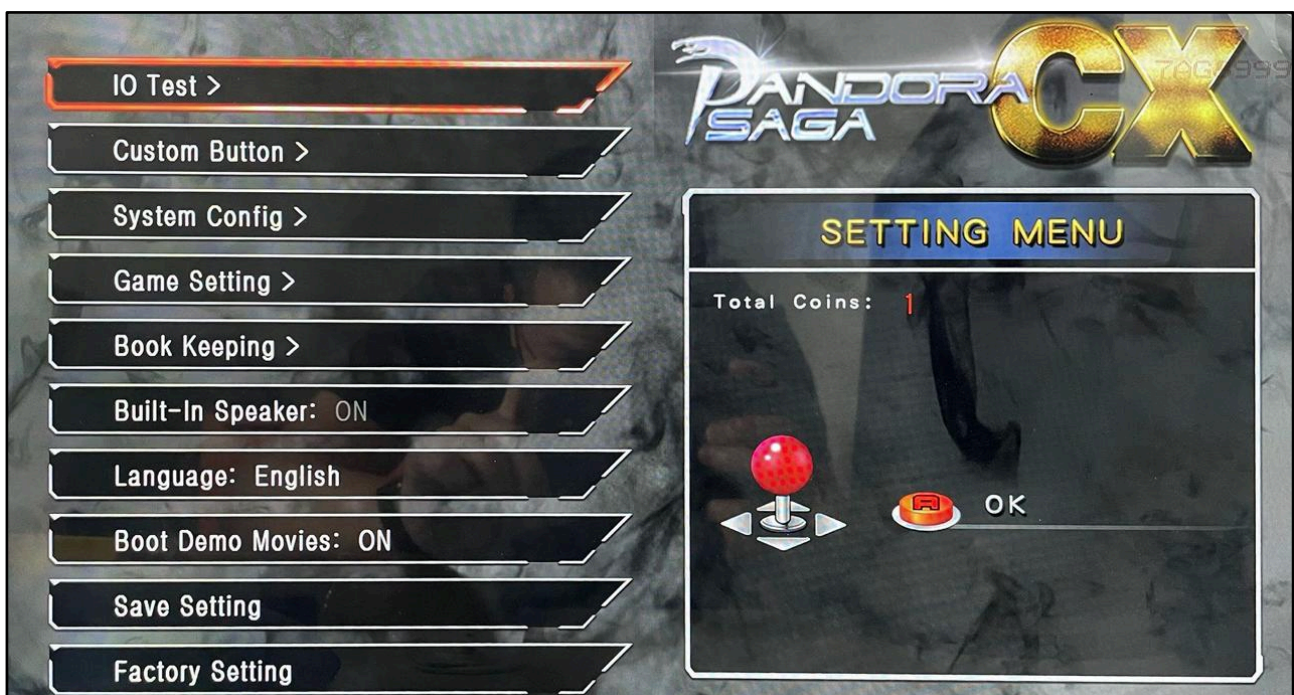 IO Test >
Custom Button >
System Config >
Game Setting >
Book Keeping >
Built-In Speaker: ON
Language: English
Boot Demo Movies: ON
Save Setting
Factory Setting
PANDORA
SAGA
CX
SETTING MENU
Total Coins: 1
A OK